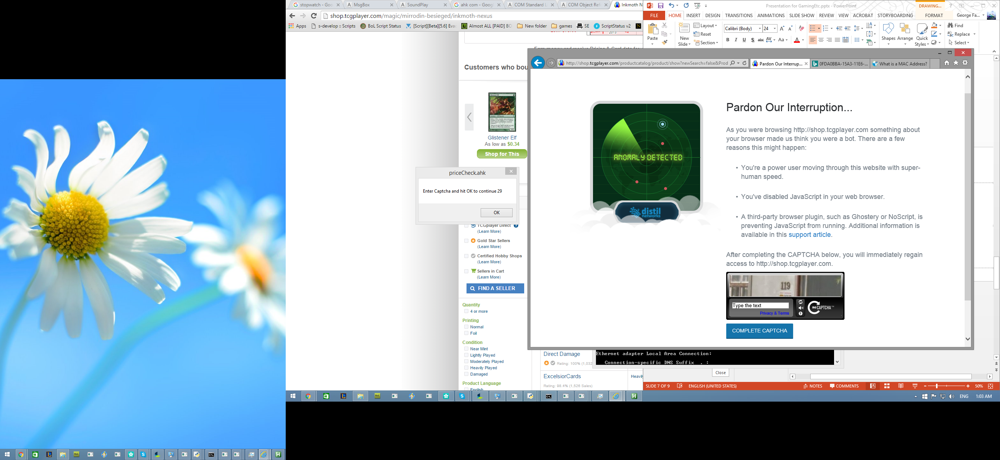 stopwatch - Goo
MsgBox
SoundPlay
ahk com - Goog
COM Standard L
COM Object Ref
Inkmoth N
shop.tcgplayer.com/magic/mirrodin-besieged/inkmoth-nexus
Apps
s-develop :: Scripts
BoL Script Status
[Script][Beta][5.6] Evac
Almost ALL [PAID] BO
New folder
games
SE
ScriptStatus v2
2013
Customers who bou
Glistener Elf
As low as $0.34
Shop for This
priceCheck.ahk
Enter Captcha and hit OK to continue 29
OK
TCGplayer Direct
(Learn More)
Gold Star Sellers
(Learn More)
Certified Hobby Shops
(Learn More)
Sellers in Cart
(Learn More)
FIND A SELLER
Quantity
4 or more
Printing
Normal
Foil
Condition
Near Mint
Lightly Played
Moderately Played
Heavily Played
Damaged
Product Language
English
Direct Damage
Rating: 100% (1,032
ExcelsiorCards
Rating: 98.4% (1,526 Sales)
Heavily
Presentation for GamingEtc.pptx - PowerPoint
DRAWING...
FILE
HOME
INSERT
DESIGN
TRANSITIONS
ANIMATIONS
SLIDE SHOW
REVIEW
VIEW
ACROBAT
STORYBOARDING
FORMAT
George Fa...
Paste
New Slide
Layout
Reset
Section
Calibri (Body)
24
Shapes
Arrange
Quick Styles
Find
Replace
Select
http://shop.tcgplayer.com/productcatalog/product/show?newSearch=false&Prod
Pardon Our Interrup...
0FDA0BBA-15A3-11E6-...
What is a MAC Address?
ANOMALY DETECTED
distil networks
Pardon Our Interruption...
As you were browsing http://shop.tcgplayer.com something about
your browser made us think you were a bot. There are a few
reasons this might happen:
• You're a power user moving through this website with super-
human speed.
• You've disabled JavaScript in your web browser.
• A third-party browser plugin, such as Ghostery or NoScript, is
preventing JavaScript from running. Additional information is
available in this support article.
After completing the CAPTCHA below, you will immediately regain
access to http://shop.tcgplayer.com.
Type the text
Privacy & Terms
reCAPTCHA™
COMPLETE CAPTCHA
Ethernet adapter Local Area Connection:
Connection-specific DNS Suffix . :
Close
SLIDE 7 OF 9
ENGLISH (UNITED STATES)
NOTES
COMMENTS
50%
ENG
1:03 AM